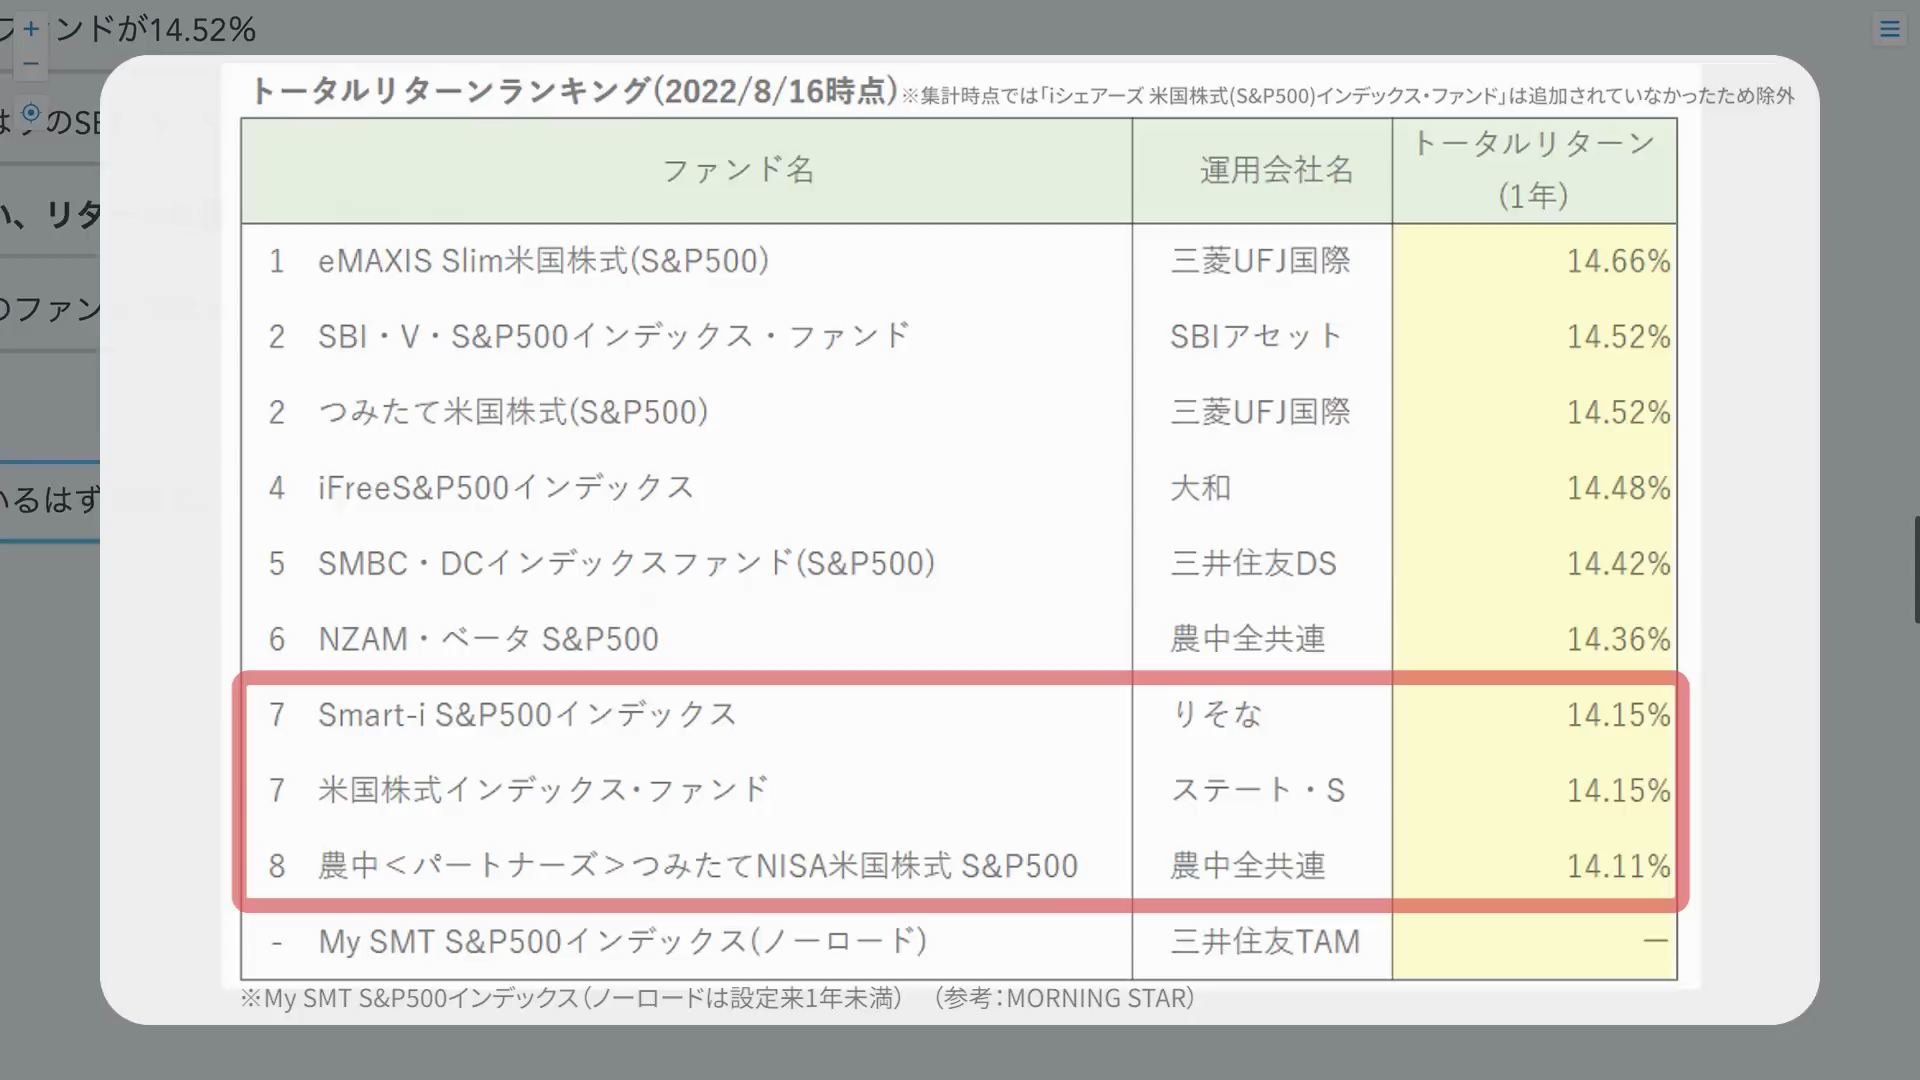 ンドが14.52%
トータルリターンランキング(2022/8/16時点)※集計時点では｢iシェアーズ 米国株式(S&P500)インデックス･ファンド｣は追加されていなかったため除外
ファンド名 運用会社名 トータルリターン
(1年)
1 eMAXIS Slim米国株式(S&P500) 三菱UFJ国際 14.66%
2 SBI・V・S&P500インデックス・ファンド SBIアセット 14.52%
2 つみたて米国株式(S&P500) 三菱UFJ国際 14.52%
4 iFreeS&P500インデックス 大和 14.48%
5 SMBC・DCインデックスファンド(S&P500) 三井住友DS 14.42%
6 NZAM・ベータ S&P500 農中全共連 14.36%
7 Smart-i S&P500インデックス りそな 14.15%
7 米国株式インデックス･ファンド ステート・S 14.15%
8 農中＜パートナーズ＞つみたてNISA米国株式 S&P500 農中全共連 14.11%
- My SMT S&P500インデックス(ノーロード) 三井住友TAM ―
※My SMT S&P500インデックス（ノーロードは設定来1年未満） （参考：MORNING STAR）
のSB
い、リタ
のファン
いるはず